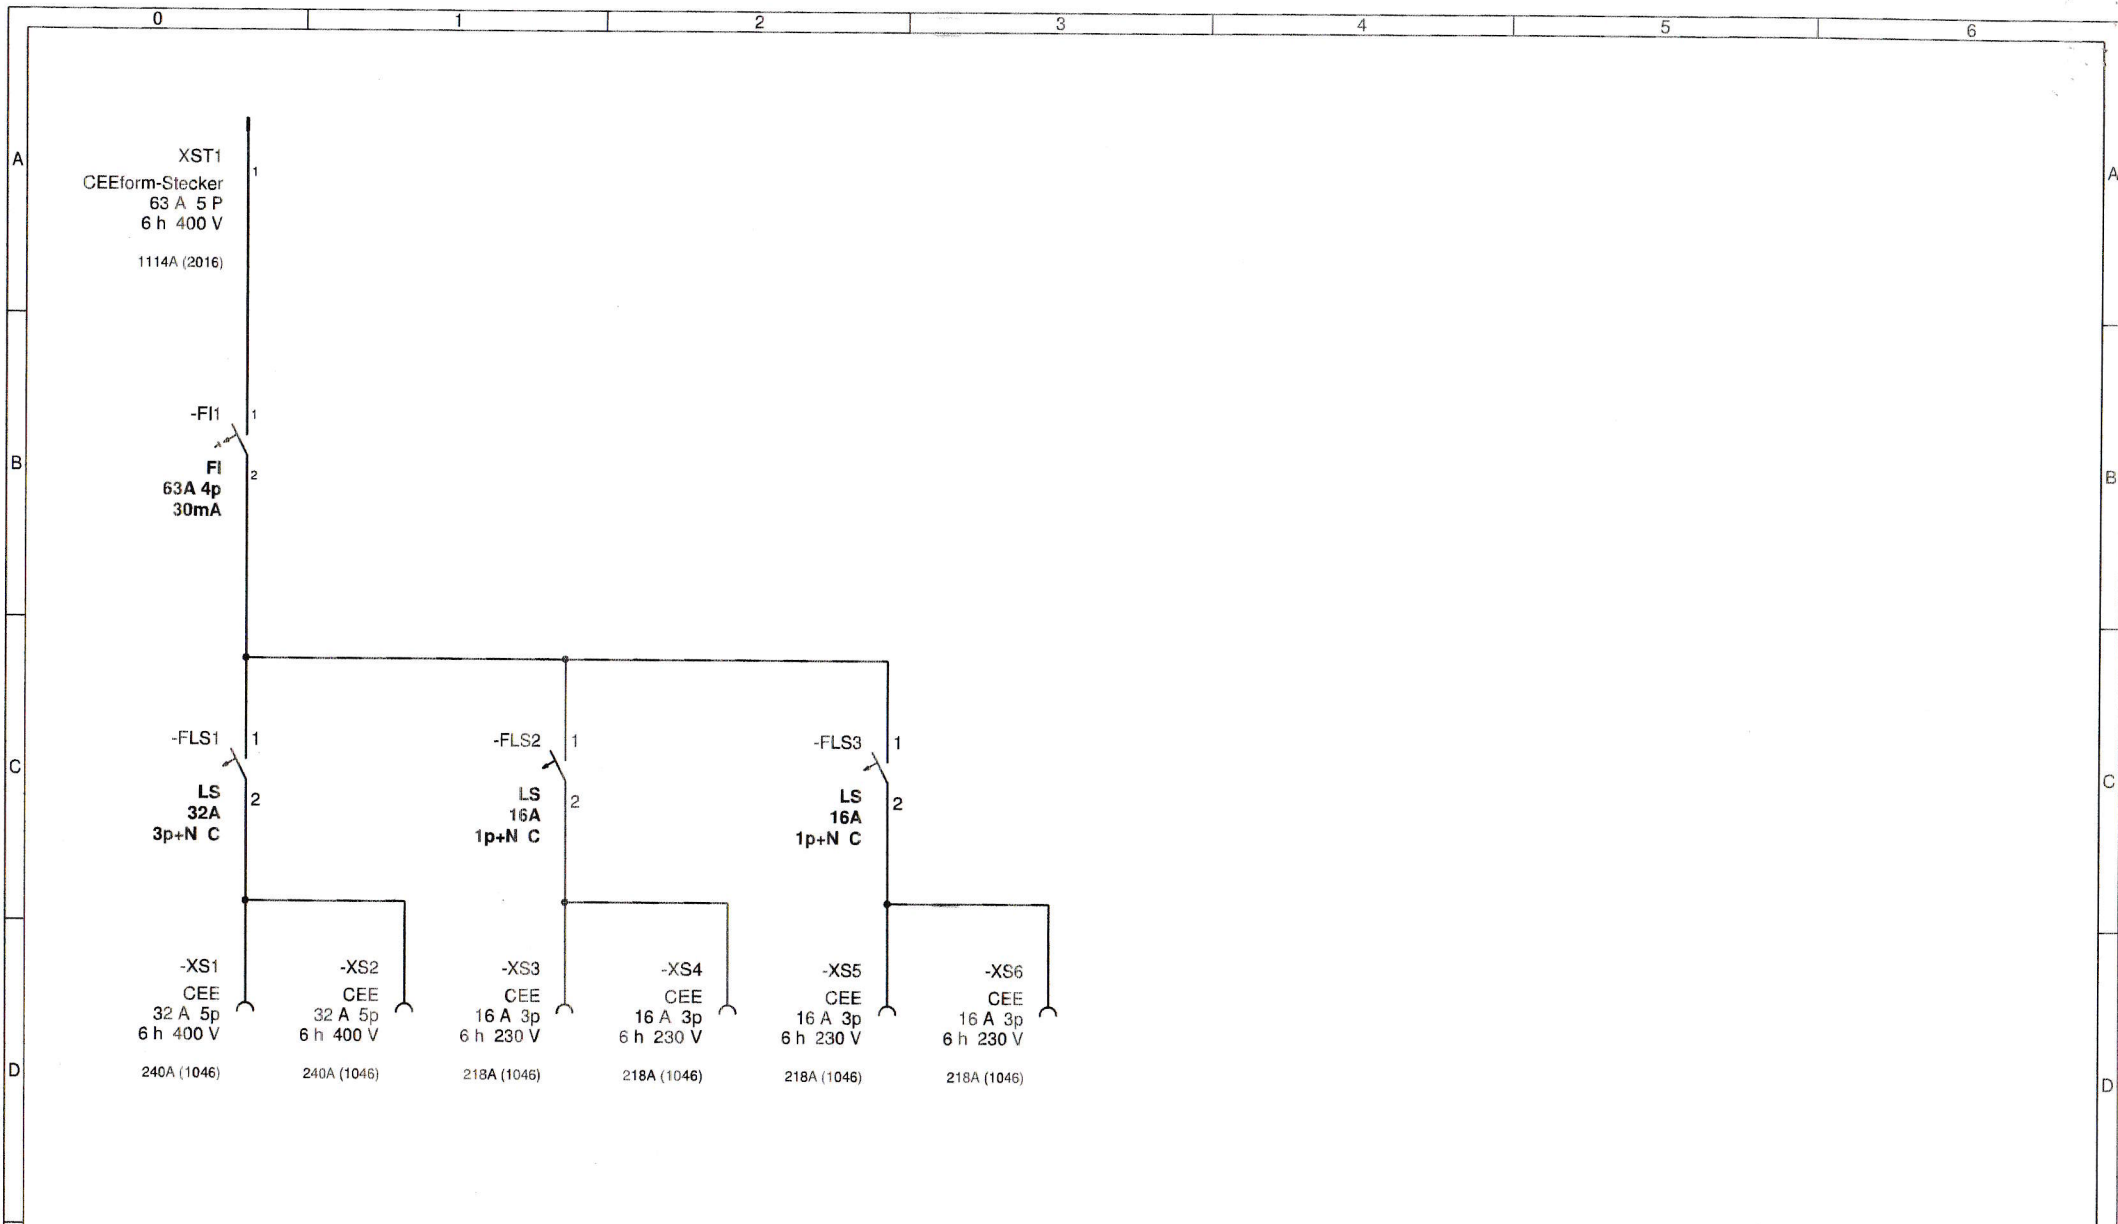 0 1 2 3 4 5 6
A A
XST1
1
CEEform-Stecker
63 A 5 P
6 h 400 V
1114A (2016)
-FI1 1
B B
FI 2
63A 4p
30mA
-FLS1 1 -FLS2 1 -FLS3 1
C C
LS 2 LS 2 LS 2
32A 16A 16A
3p+N C 1p+N C 1p+N C
-XS1 -XS2 -XS3 -XS4 -XS5 -XS6
CEE CEE CEE CEE CEE CEE
32 A 5p 32 A 5p 16 A 3p 16 A 3p 16 A 3p 16 A 3p
6 h 400 V 6 h 400 V 6 h 230 V 6 h 230 V 6 h 230 V 6 h 230 V
D D
240A (1046) 240A (1046) 218A (1046) 218A (1046) 218A (1046) 218A (1046)